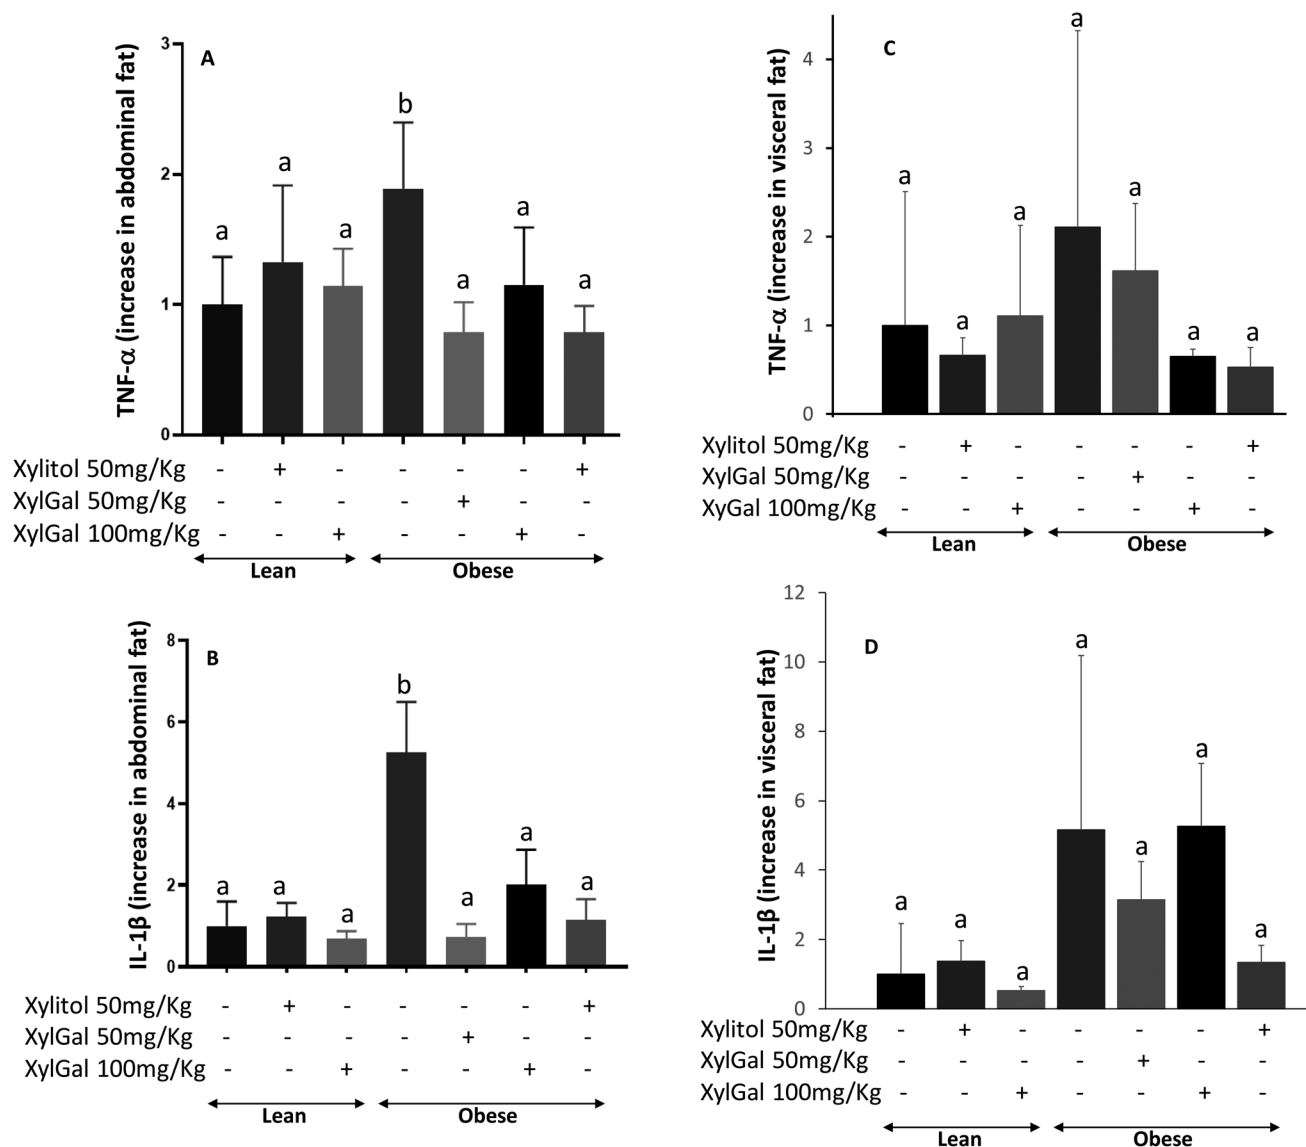 A
TNF-α (increase in abdominal fat)
3
2
1
0
a a a b a a a
Xylitol 50mg/Kg - + - - - - +
XylGal 50mg/Kg - - - - + - -
XylGal 100mg/Kg - - + - - + -
Lean Obese
C
TNF-α (increase in visceral fat)
4
3
2
1
0
a a a a a a a
Xylitol 50mg/Kg - + - - - - +
XylGal 50mg/Kg - - - - + - -
XyGal 100mg/Kg - - + - - + -
Lean Obese
B
IL-1β (increase in abdominal fat)
8
6
4
2
0
a a a b a a a
Xylitol 50mg/Kg - + - - - - +
XylGal 50mg/Kg - - - - + - -
XylGal 100mg/Kg - - + - - + -
Lean Obese
D
IL-1β (increase in visceral fat)
12
10
8
6
4
2
0
a a a a a a a
Xylitol 50mg/Kg - + - - - - +
XylGal 50mg/Kg - - - - + - -
XylGal 100mg/Kg - - + - - + -
Lean Obese